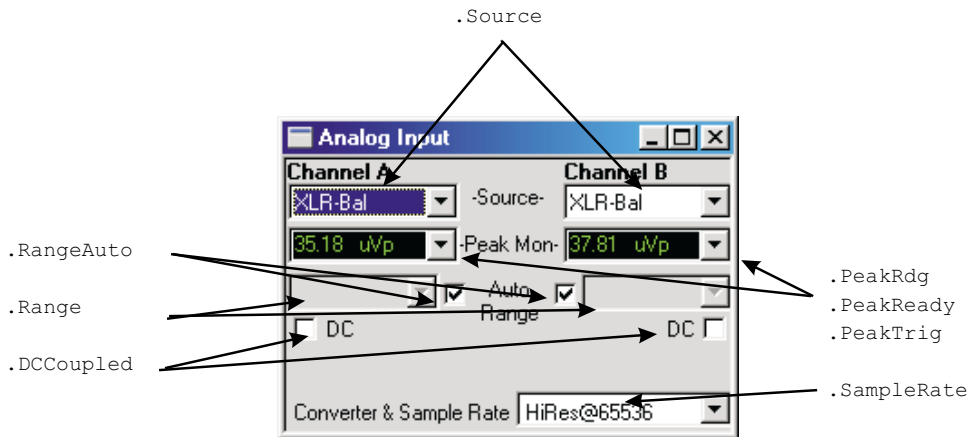 .Source
Analog Input
Channel A
Channel B
XLR-Bal
-Source-
XLR-Bal
35.18 uVp
-Peak Mon-
37.81 uVp
.RangeAuto
Auto
Range
.Range
DC
DC
.DCCoupled
.PeakRdg
.PeakReady
.PeakTrig
.SampleRate
Converter & Sample Rate
HiRes@65536